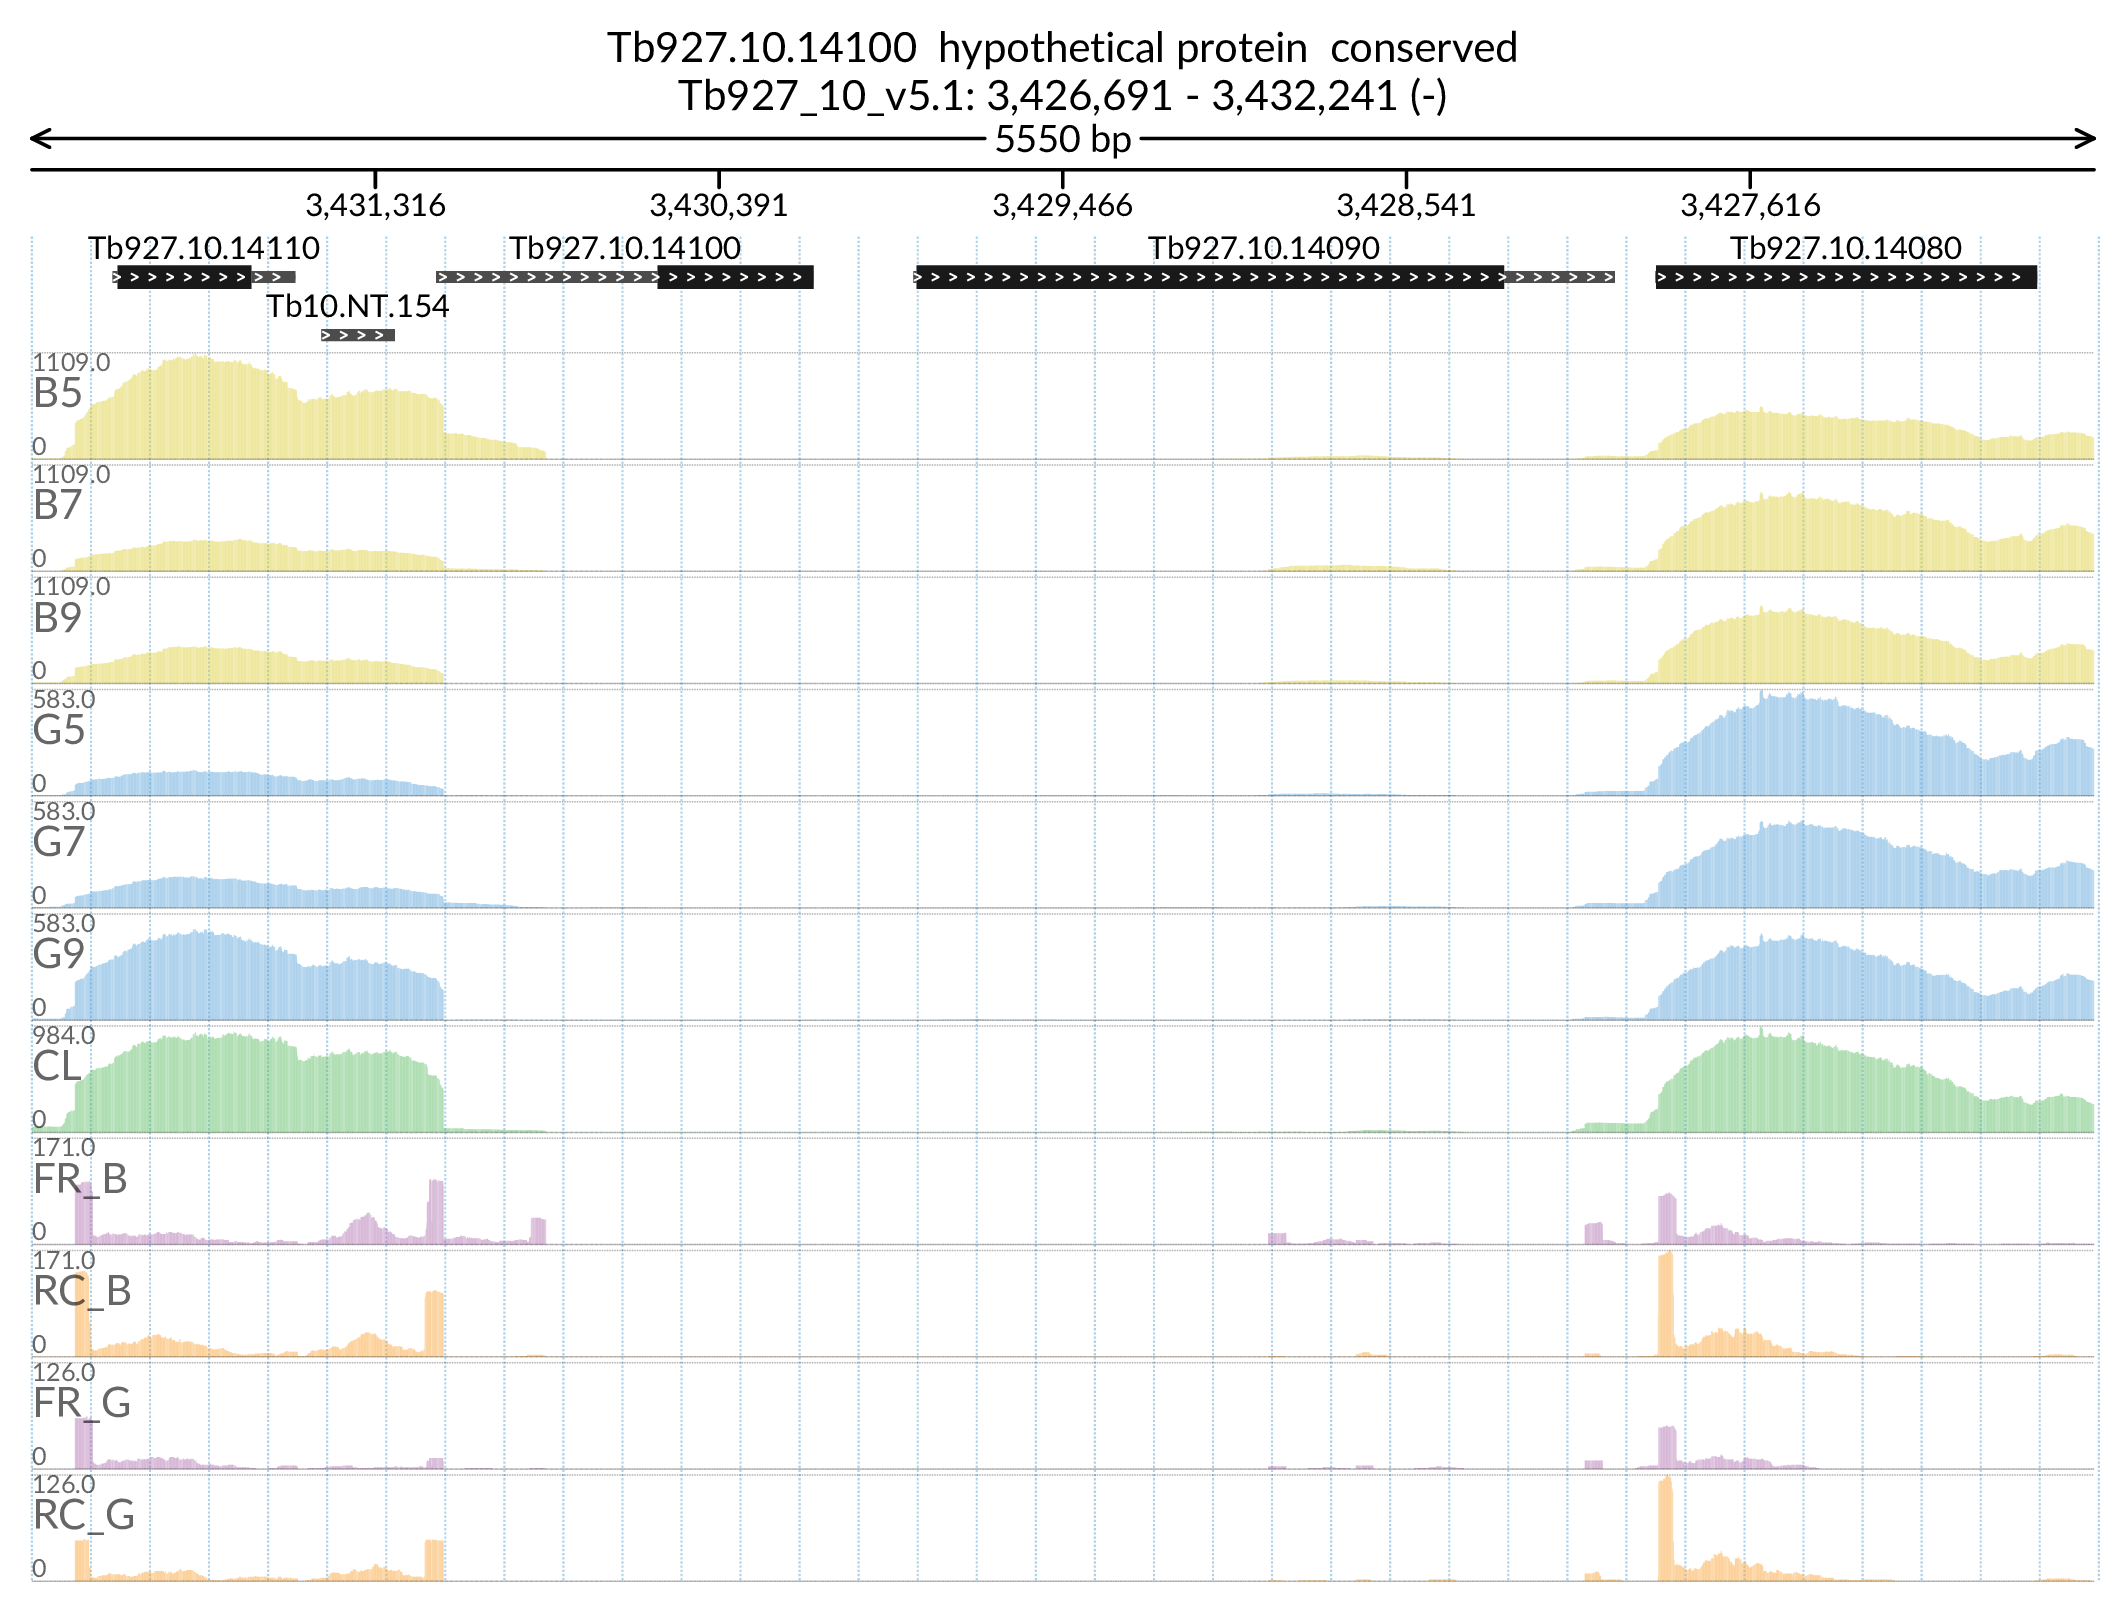 Tb927.10.14100 hypothetical protein conserved
Tb927_10_v5.1: 3,426,691 - 3,432,241 (-)
5550 bp
3,431,316 3,430,391 3,429,466 3,428,541 3,427,616
Tb927.10.14110 Tb927.10.14100 Tb927.10.14090 Tb927.10.14080
Tb10.NT.154
1109.0
B5
0
1109.0
B7
0
1109.0
B9
0
583.0
G5
0
583.0
G7
0
583.0
G9
0
984.0
CL
0
171.0
FR_B
0
171.0
RC_B
0
126.0
FR_G
0
126.0
RC_G
0